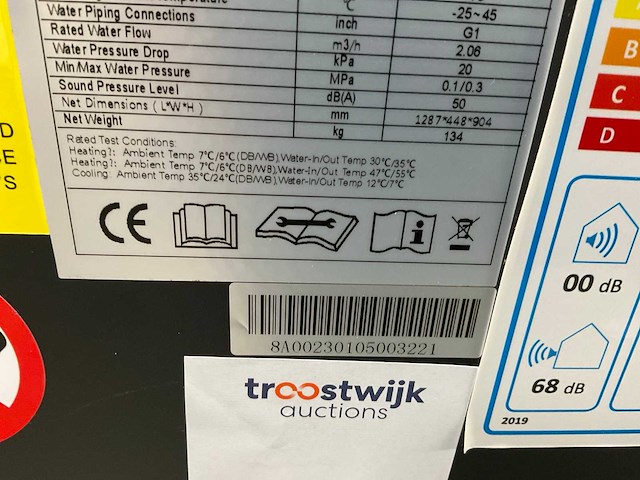 Temperature °C -25~45
Water Piping Connections inch G1
Rated Water Flow m3/h 2.06
Water Pressure Drop kPa 20
Min/Max Water Pressure MPa 0.1/0.3
Sound Pressure Level dB(A) 50
Net Dimensions (L*W*H) mm 1287*448*904
Net Weight kg 134
Rated Test Conditions:
Heating1: Ambient Temp 7℃/6℃(DB/WB),Water-In/Out Temp 30℃/35℃
Heating2: Ambient Temp 7℃/6℃(DB/WB),Water-In/Out Temp 47℃/55℃
Cooling: Ambient Temp 35℃/24℃(DB/WB),Water-In/Out Temp 12℃/7℃
CE
i
8A00230105003221
troostwijk
auctions
D
CE
'S
B
C
D
00 dB
68 dB
2019